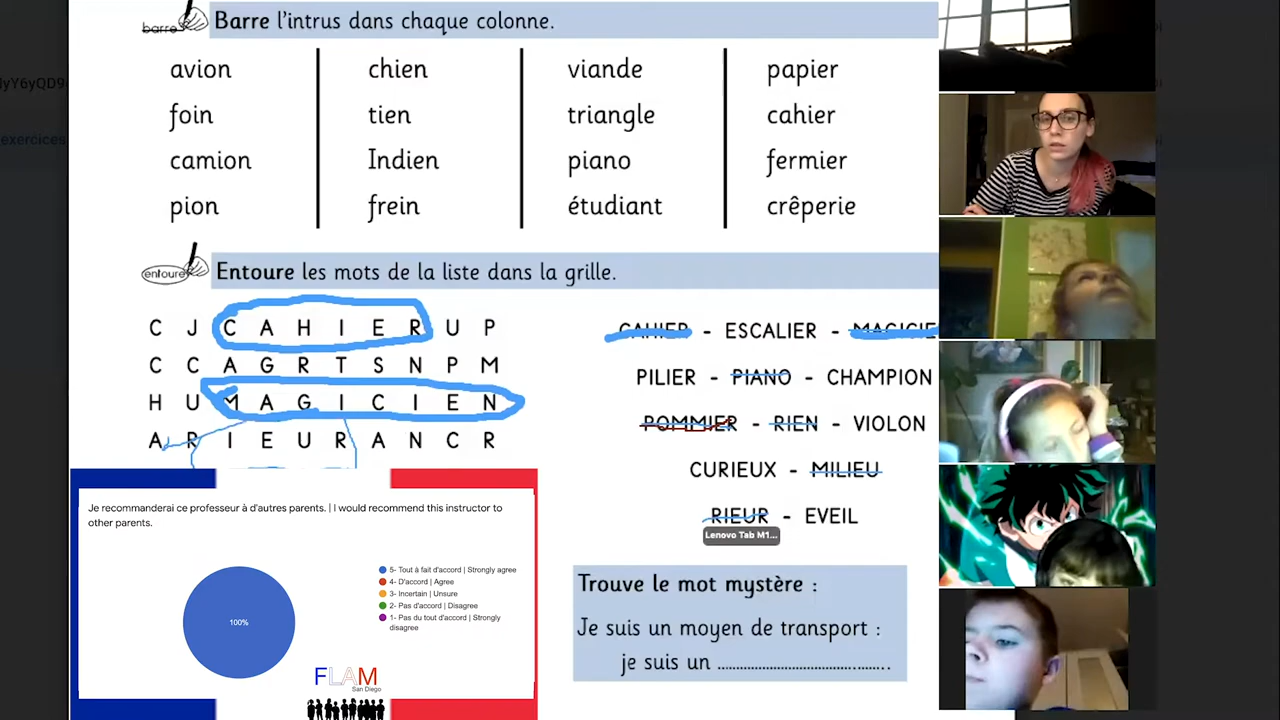 barre
Barre l'intrus dans chaque colonne.
avion chien viande papier
foin tien triangle cahier
camion Indien piano fermier
pion frein étudiant crêperie
entoure
Entoure les mots de la liste dans la grille.
C J C A H I E R U P
C C A G R T S N P M
H U M A G I C I E N
A R I E U R A N C R
CAHIER - ESCALIER - MAGICIE
PILIER - PIANO - CHAMPION
POMMIER - RIEN - VIOLON
CURIEUX - MILIEU
RIEUR - EVEIL
Lenovo Tab M1...
Trouve le mot mystère :
Je suis un moyen de transport :
je suis un ..........................................
exercices
Je recommanderai ce professeur à d'autres parents. | I would recommend this instructor to
other parents.
100%
5- Tout à fait d'accord | Strongly agree
4- D'accord | Agree
3- Incertain | Unsure
2- Pas d'accord | Disagree
1- Pas du tout d'accord | Strongly
disagree
FLAM
San Diego